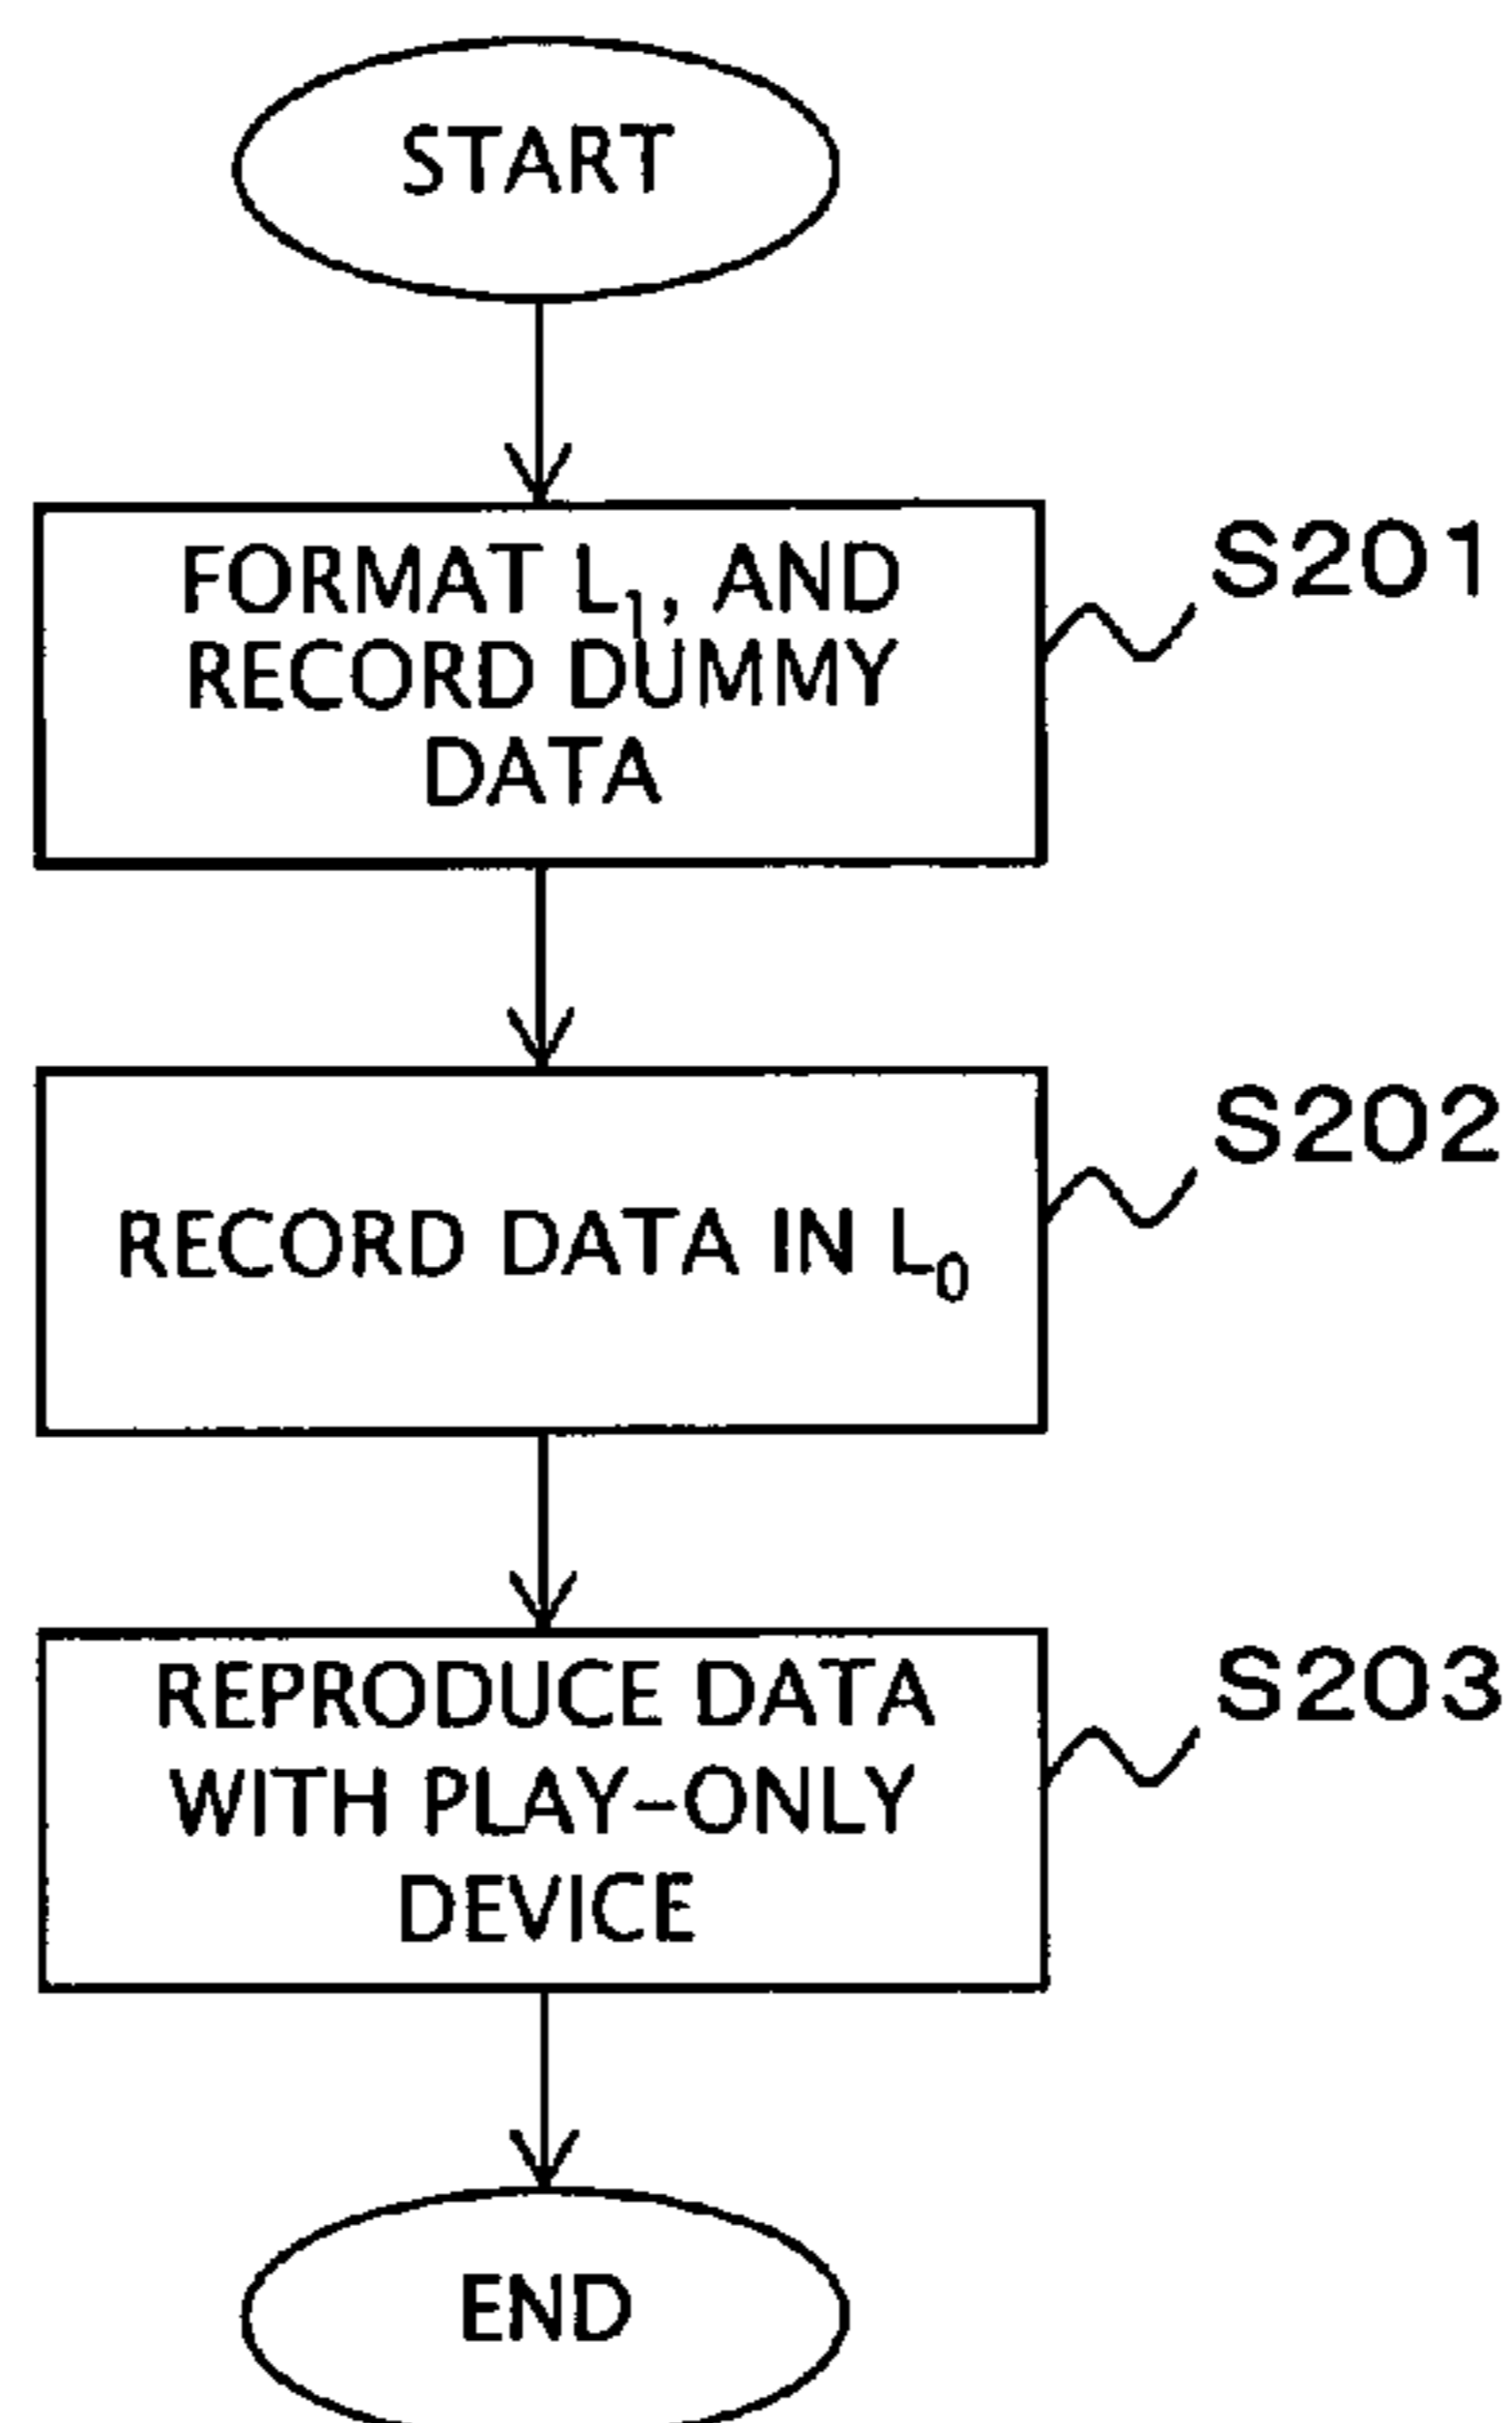 START
FORMAT L₁, AND
S201
RECORD DUMMY
DATA
S202
RECORD DATA IN L₀
REPRODUCE DATA
S203
WITH PLAY-ONLY
DEVICE
END